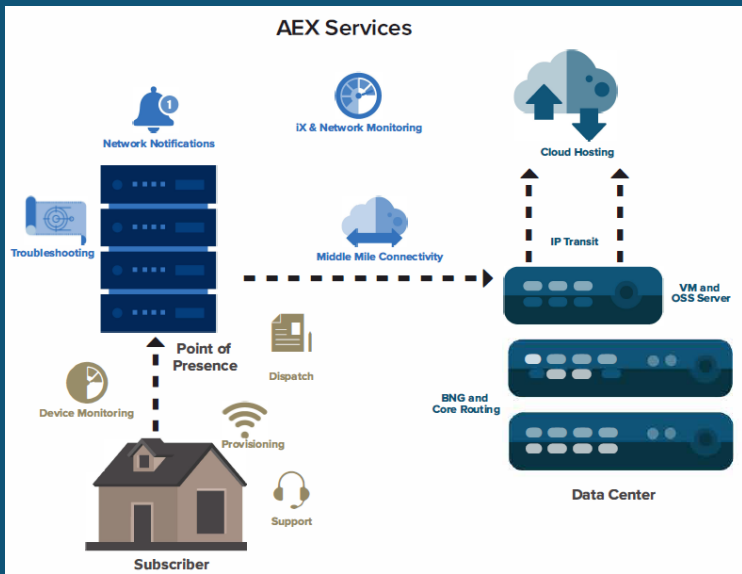 AEX Services
1
Network Notifications
iX & Network Monitoring
Cloud Hosting
Troubleshooting
Middle Mile Connectivity
IP Transit
VM and
OSS Server
Point of
Presence
Dispatch
Device Monitoring
Provisioning
BNG and
Core Routing
Support
Data Center
Subscriber